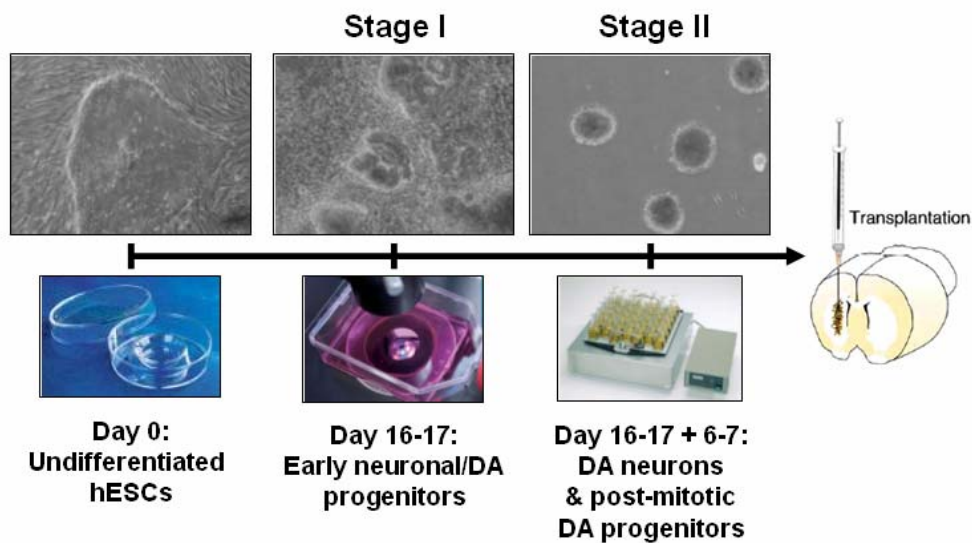 Stage I
Stage II
Transplantation
Day 0:
Undifferentiated
hESCs
Day 16-17:
Early neuronal/DA
progenitors
Day 16-17 + 6-7:
DA neurons
& post-mitotic
DA progenitors